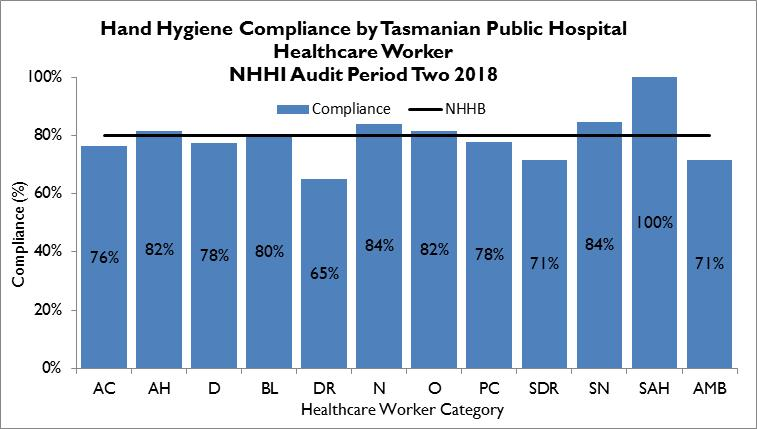 Hand Hygiene Compliance by Tasmanian Public Hospital
Healthcare Worker
NHHI Audit Period Two 2018
Compliance
NHHB
Compliance (%)
100%
80%
60%
40%
20%
0%
76%
82%
78%
80%
65%
84%
82%
78%
71%
84%
100%
71%
AC
AH
D
BL
DR
N
O
PC
SDR
SN
SAH
AMB
Healthcare Worker Category